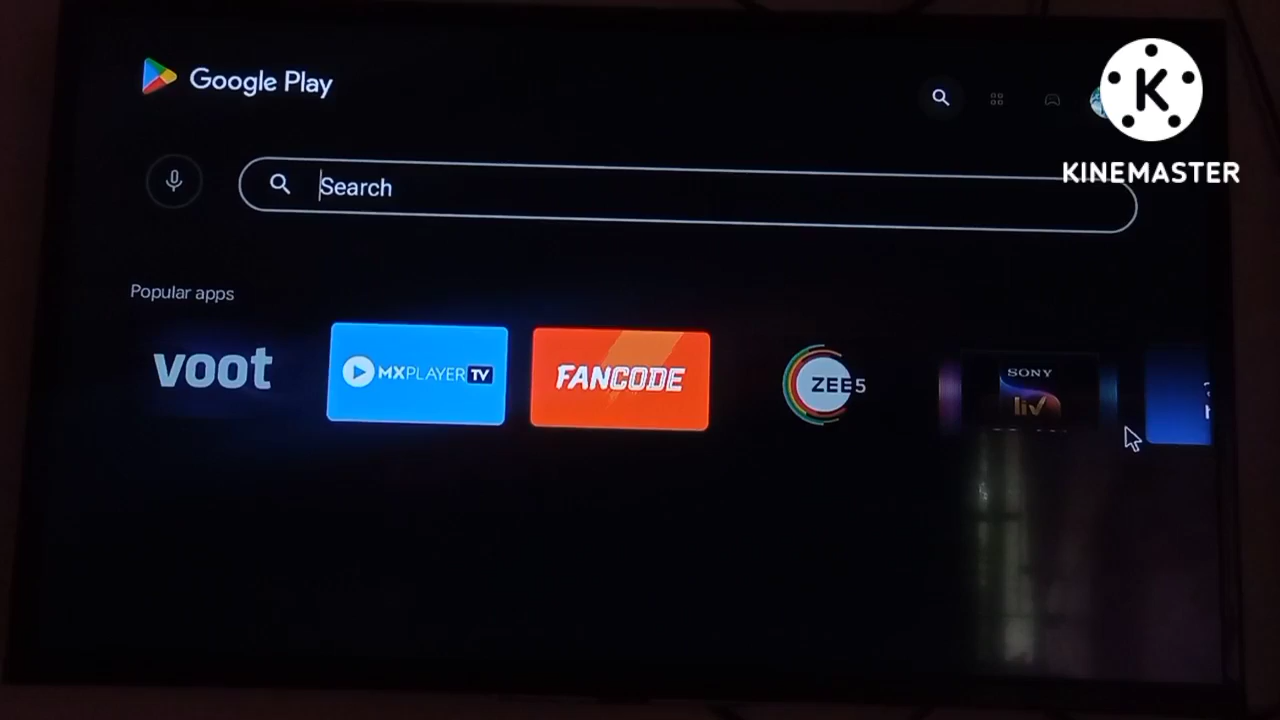 Google Play
KINEMASTER
Search
Popular apps
voot
MXPLAYER TV
FANCODE
ZEE5
SONY
liv